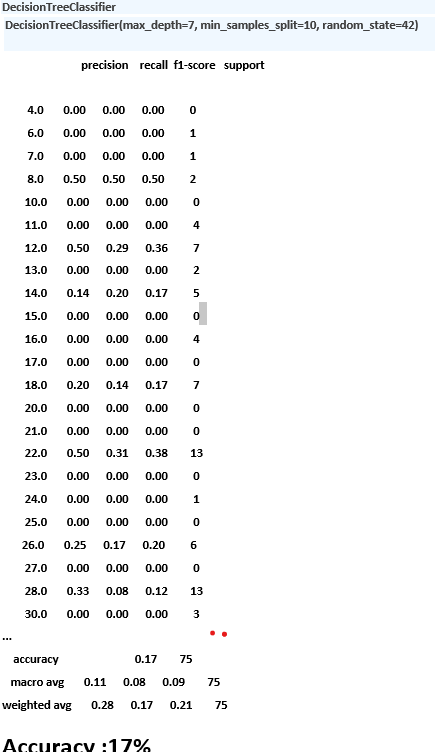 DecisionTreeClassifier
DecisionTreeClassifier(max_depth=7, min_samples_split=10, random_state=42)
precision recall f1-score support
4.0 0.00 0.00 0.00 0
6.0 0.00 0.00 0.00 1
7.0 0.00 0.00 0.00 1
8.0 0.50 0.50 0.50 2
10.0 0.00 0.00 0.00 0
11.0 0.00 0.00 0.00 4
12.0 0.50 0.29 0.36 7
13.0 0.00 0.00 0.00 2
14.0 0.14 0.20 0.17 5
15.0 0.00 0.00 0.00 0
16.0 0.00 0.00 0.00 4
17.0 0.00 0.00 0.00 0
18.0 0.20 0.14 0.17 7
20.0 0.00 0.00 0.00 0
21.0 0.00 0.00 0.00 0
22.0 0.50 0.31 0.38 13
23.0 0.00 0.00 0.00 0
24.0 0.00 0.00 0.00 1
25.0 0.00 0.00 0.00 0
26.0 0.25 0.17 0.20 6
27.0 0.00 0.00 0.00 0
28.0 0.33 0.08 0.12 13
30.0 0.00 0.00 0.00 3
...
accuracy 0.17 75
macro avg 0.11 0.08 0.09 75
weighted avg 0.28 0.17 0.21 75
Accuracy :17%